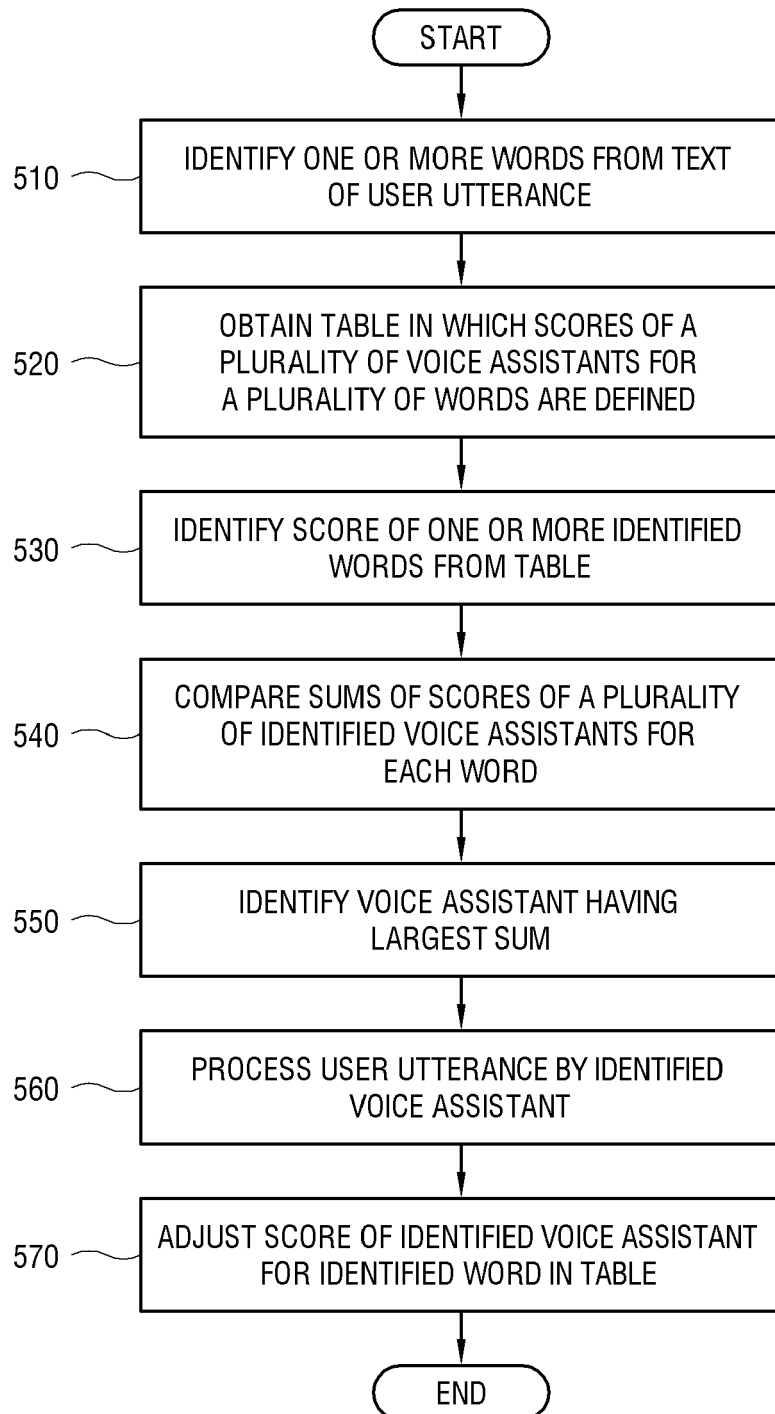 START
510
IDENTIFY ONE OR MORE WORDS FROM TEXT
OF USER UTTERANCE
520
OBTAIN TABLE IN WHICH SCORES OF A
PLURALITY OF VOICE ASSISTANTS FOR
A PLURALITY OF WORDS ARE DEFINED
530
IDENTIFY SCORE OF ONE OR MORE IDENTIFIED
WORDS FROM TABLE
540
COMPARE SUMS OF SCORES OF A PLURALITY
OF IDENTIFIED VOICE ASSISTANTS FOR
EACH WORD
550
IDENTIFY VOICE ASSISTANT HAVING
LARGEST SUM
560
PROCESS USER UTTERANCE BY IDENTIFIED
VOICE ASSISTANT
570
ADJUST SCORE OF IDENTIFIED VOICE ASSISTANT
FOR IDENTIFIED WORD IN TABLE
END